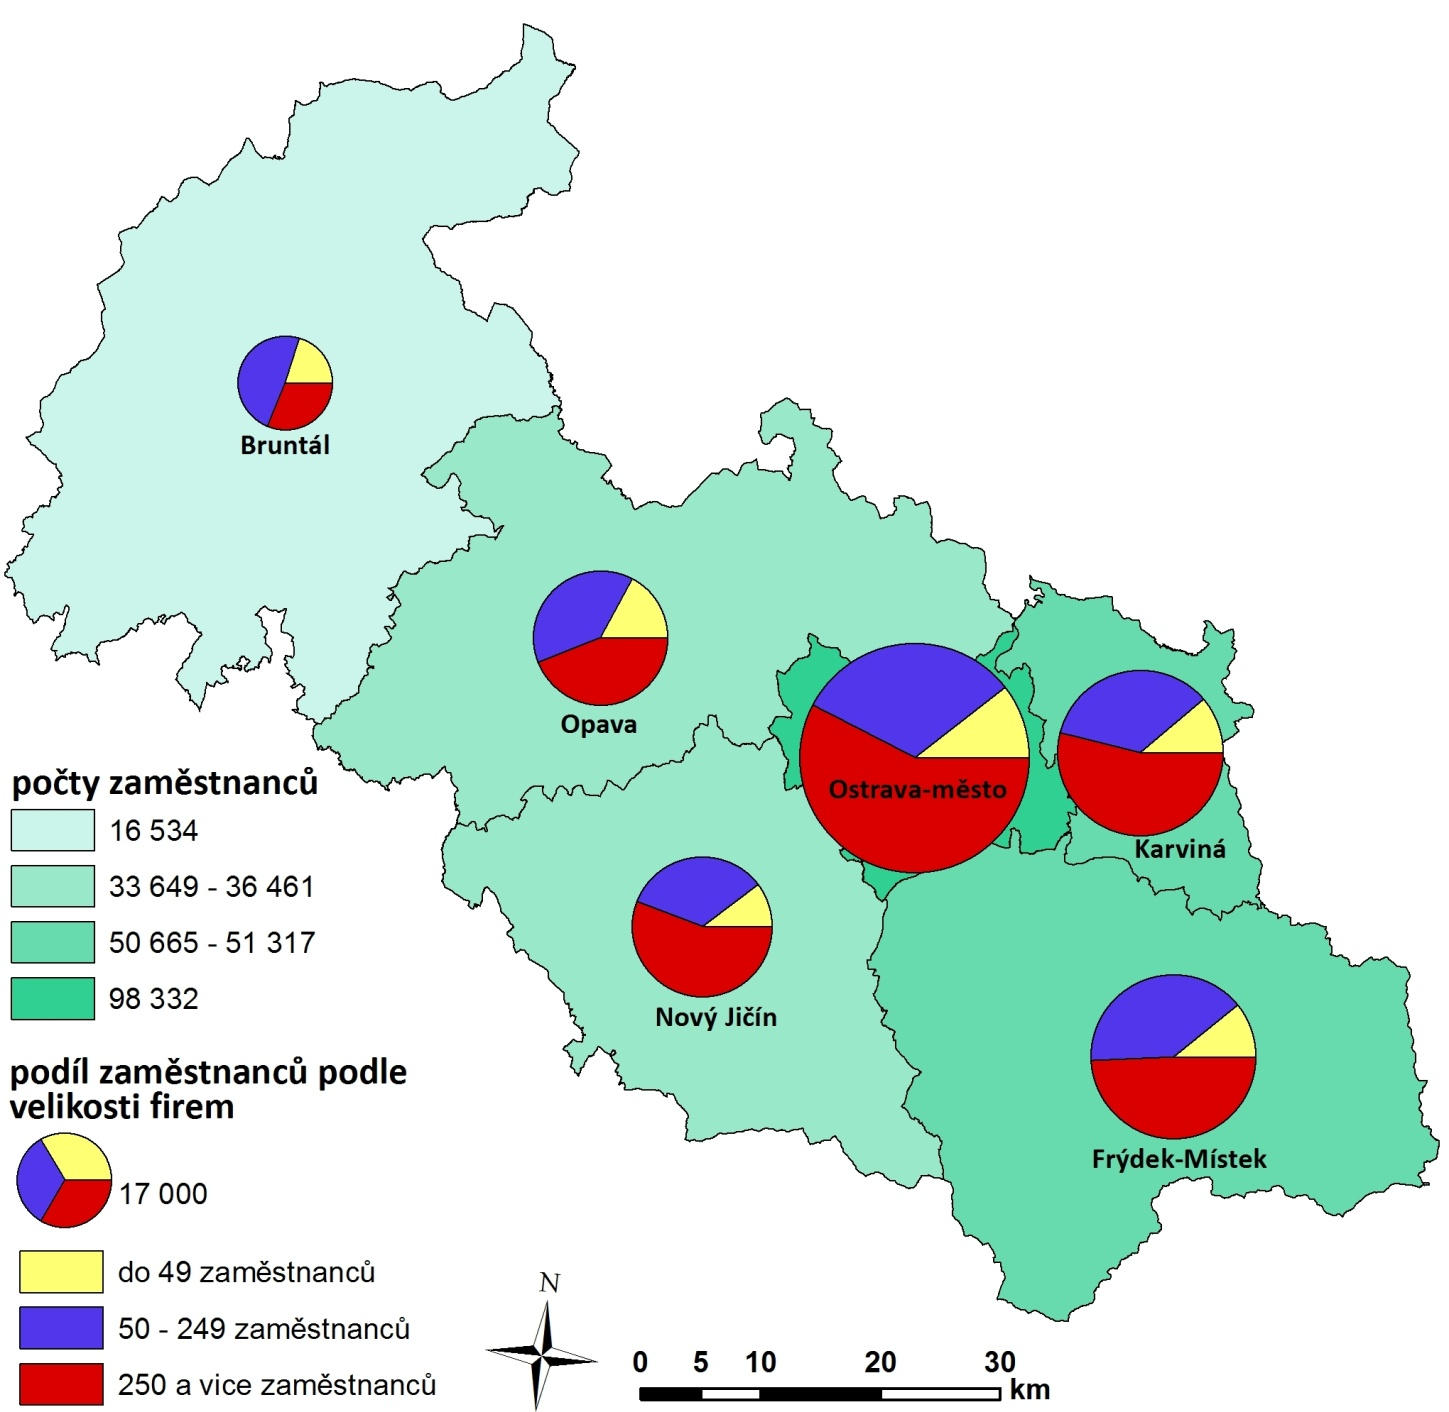 Bruntál
Opava
Ostrava-město
Karviná
Nový Jičín
Frýdek-Místek
počty zaměstnanců
16 534
33 649 - 36 461
50 665 - 51 317
98 332
podíl zaměstnanců podle
velikosti firem
17 000
do 49 zaměstnanců
50 - 249 zaměstnanců
250 a vice zaměstnanců
N
0 5 10 20 30
km